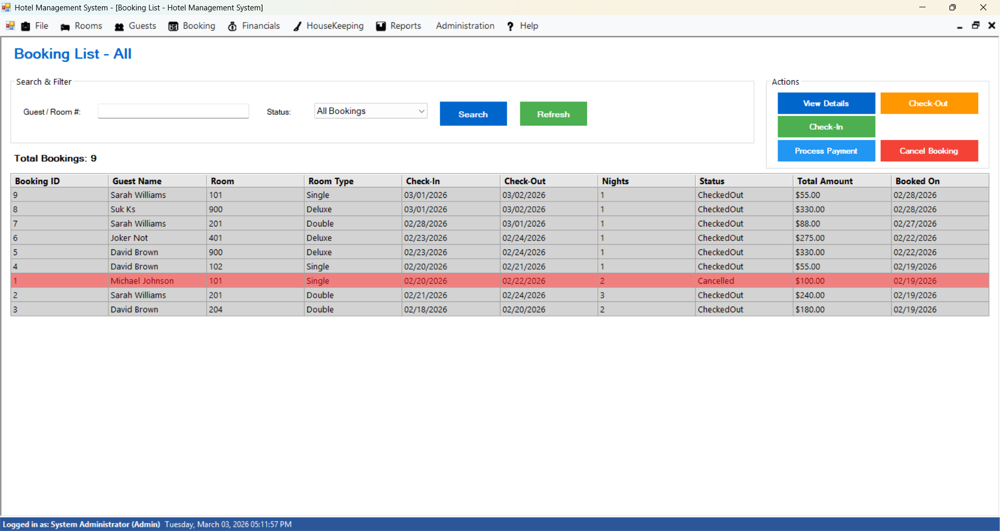 Hotel Management System - [Booking List - Hotel Management System]
File Rooms Guests Booking Financials HouseKeeping Reports Administration Help
Booking List - All
Search & Filter
Guest / Room #: Status: All Bookings Search Refresh
Actions
View Details Check-Out
Check-In
Process Payment Cancel Booking
Total Bookings: 9
Booking ID Guest Name Room Room Type Check-In Check-Out Nights Status Total Amount Booked On
9 Sarah Williams 101 Single 03/01/2026 03/02/2026 1 CheckedOut $55.00 02/28/2026
8 Suk Ks 900 Deluxe 03/01/2026 03/02/2026 1 CheckedOut $330.00 02/28/2026
7 Sarah Williams 201 Double 02/28/2026 03/01/2026 1 CheckedOut $88.00 02/27/2026
6 Joker Not 401 Deluxe 02/23/2026 02/24/2026 1 CheckedOut $275.00 02/22/2026
5 David Brown 900 Deluxe 02/23/2026 02/24/2026 1 CheckedOut $330.00 02/22/2026
4 David Brown 102 Single 02/20/2026 02/21/2026 1 CheckedOut $55.00 02/19/2026
1 Michael Johnson 101 Single 02/20/2026 02/22/2026 2 Cancelled $100.00 02/19/2026
2 Sarah Williams 201 Double 02/21/2026 02/24/2026 3 CheckedOut $240.00 02/19/2026
3 David Brown 204 Double 02/18/2026 02/20/2026 2 CheckedOut $180.00 02/19/2026
Logged in as: System Administrator (Admin) Tuesday, March 03, 2026 05:11:57 PM